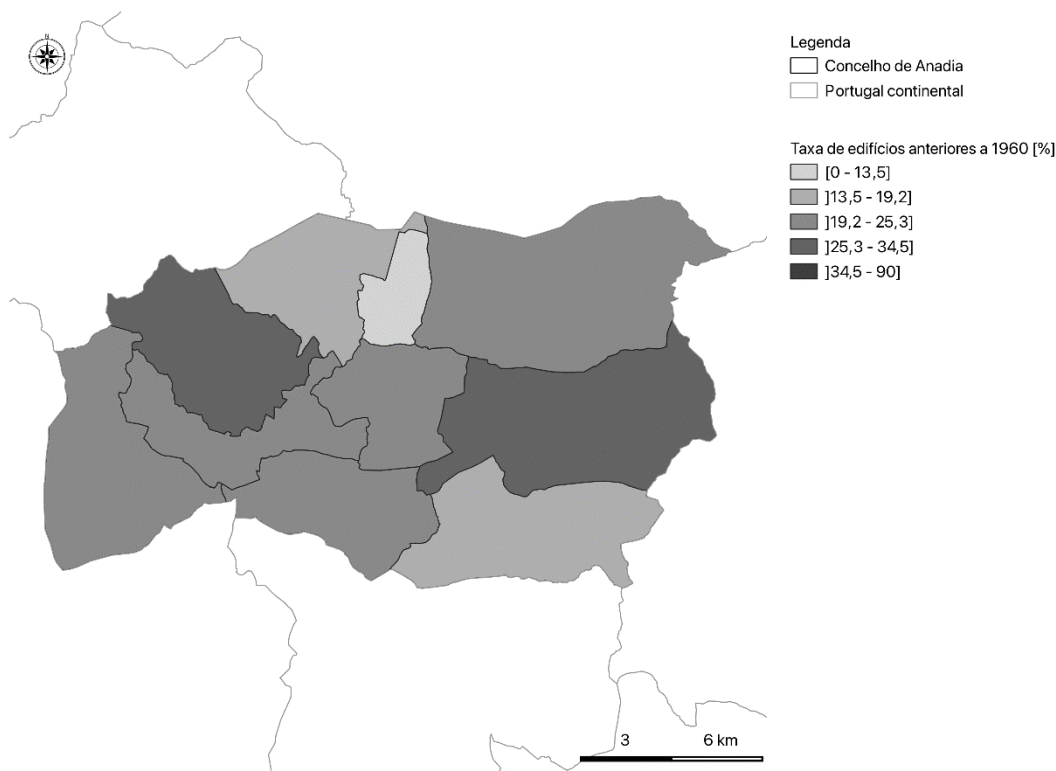 N
Legenda
Concelho de Anadia
Portugal continental
Taxa de edifícios anteriores a 1960 [%]
[0 - 13,5]
]13,5 - 19,2]
]19,2 - 25,3]
]25,3 - 34,5]
]34,5 - 90]
3 6 km